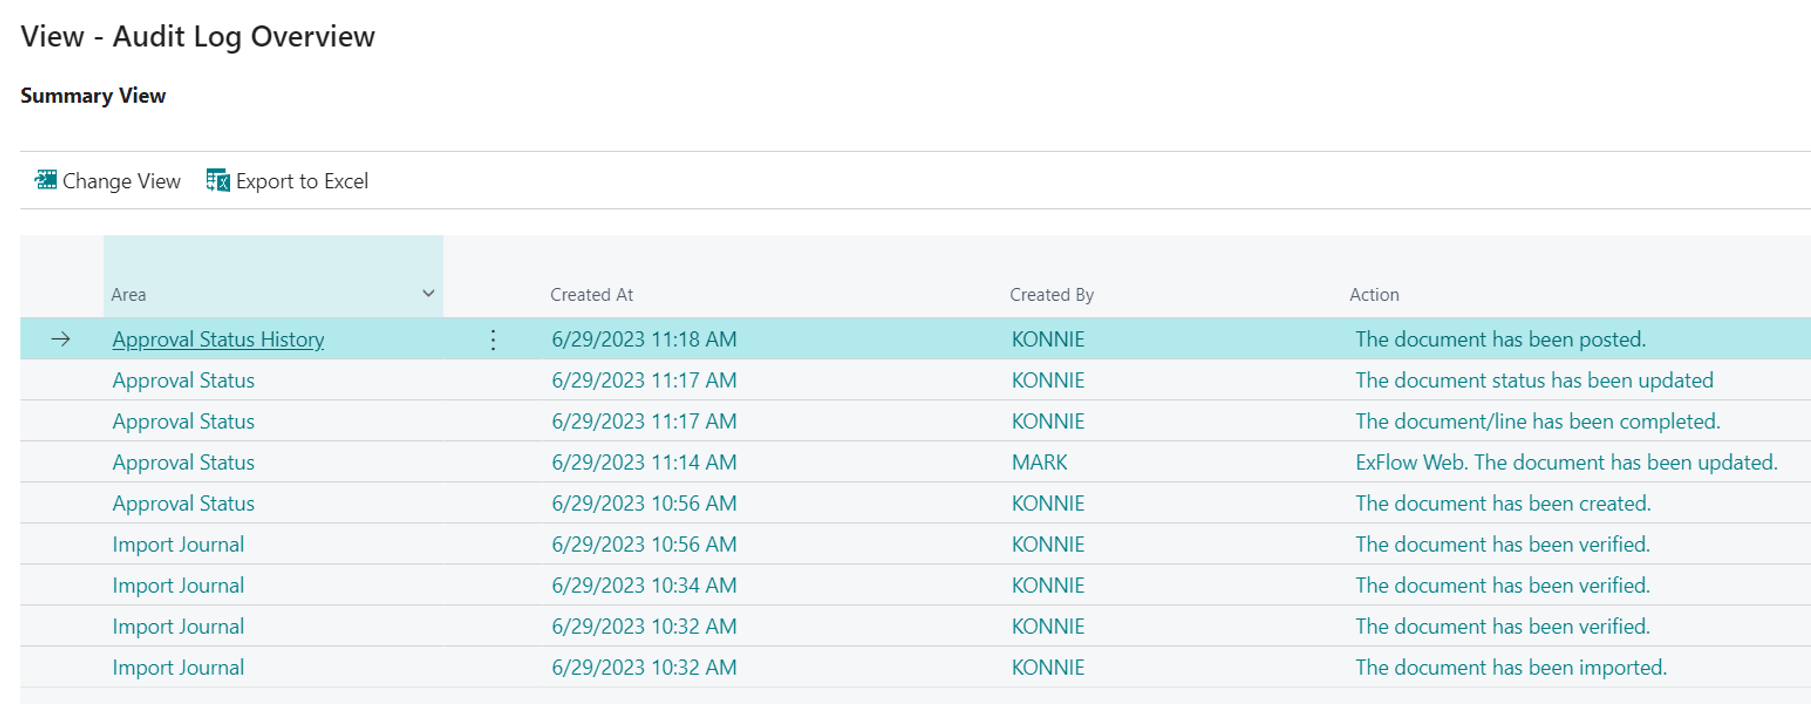 View - Audit Log Overview
Summary View
Change View Export to Excel
Area Created At Created By Action
Approval Status History 6/29/2023 11:18 AM KONNIE The document has been posted.
Approval Status 6/29/2023 11:17 AM KONNIE The document status has been updated
Approval Status 6/29/2023 11:17 AM KONNIE The document/line has been completed.
Approval Status 6/29/2023 11:14 AM MARK ExFlow Web. The document has been updated.
Approval Status 6/29/2023 10:56 AM KONNIE The document has been created.
Import Journal 6/29/2023 10:56 AM KONNIE The document has been verified.
Import Journal 6/29/2023 10:34 AM KONNIE The document has been verified.
Import Journal 6/29/2023 10:32 AM KONNIE The document has been verified.
Import Journal 6/29/2023 10:32 AM KONNIE The document has been imported.